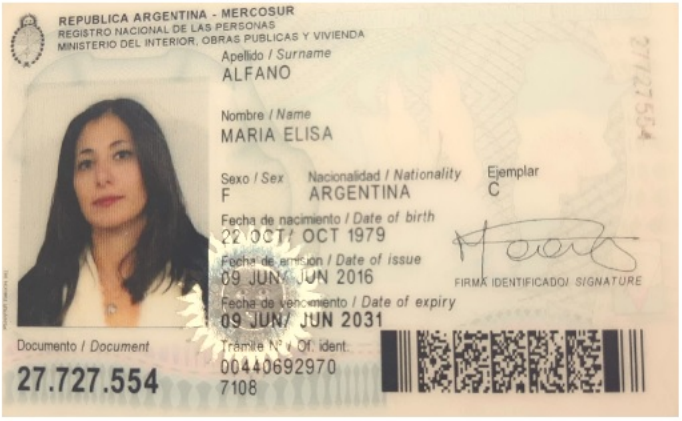 REPUBLICA ARGENTINA - MERCOSUR
REGISTRO NACIONAL DE LAS PERSONAS
MINISTERIO DEL INTERIOR, OBRAS PUBLICAS Y VIVIENDA
Apellido / Surname
ALFANO
Nombre / Name
MARIA ELISA
Sexo / Sex Nacionalidad / Nationality Ejemplar
F ARGENTINA C
Fecha de nacimiento / Date of birth
22 OCT/ OCT 1979
Fecha de emisión / Date of issue
09 JUN/ JUN 2016
FIRMA IDENTIFICADO/ SIGNATURE
Fecha de vencimiento / Date of expiry
09 JUN/ JUN 2031
Documento / Document
27.727.554
Trámite Nº / Of. ident.
00440692970
7108
27727554